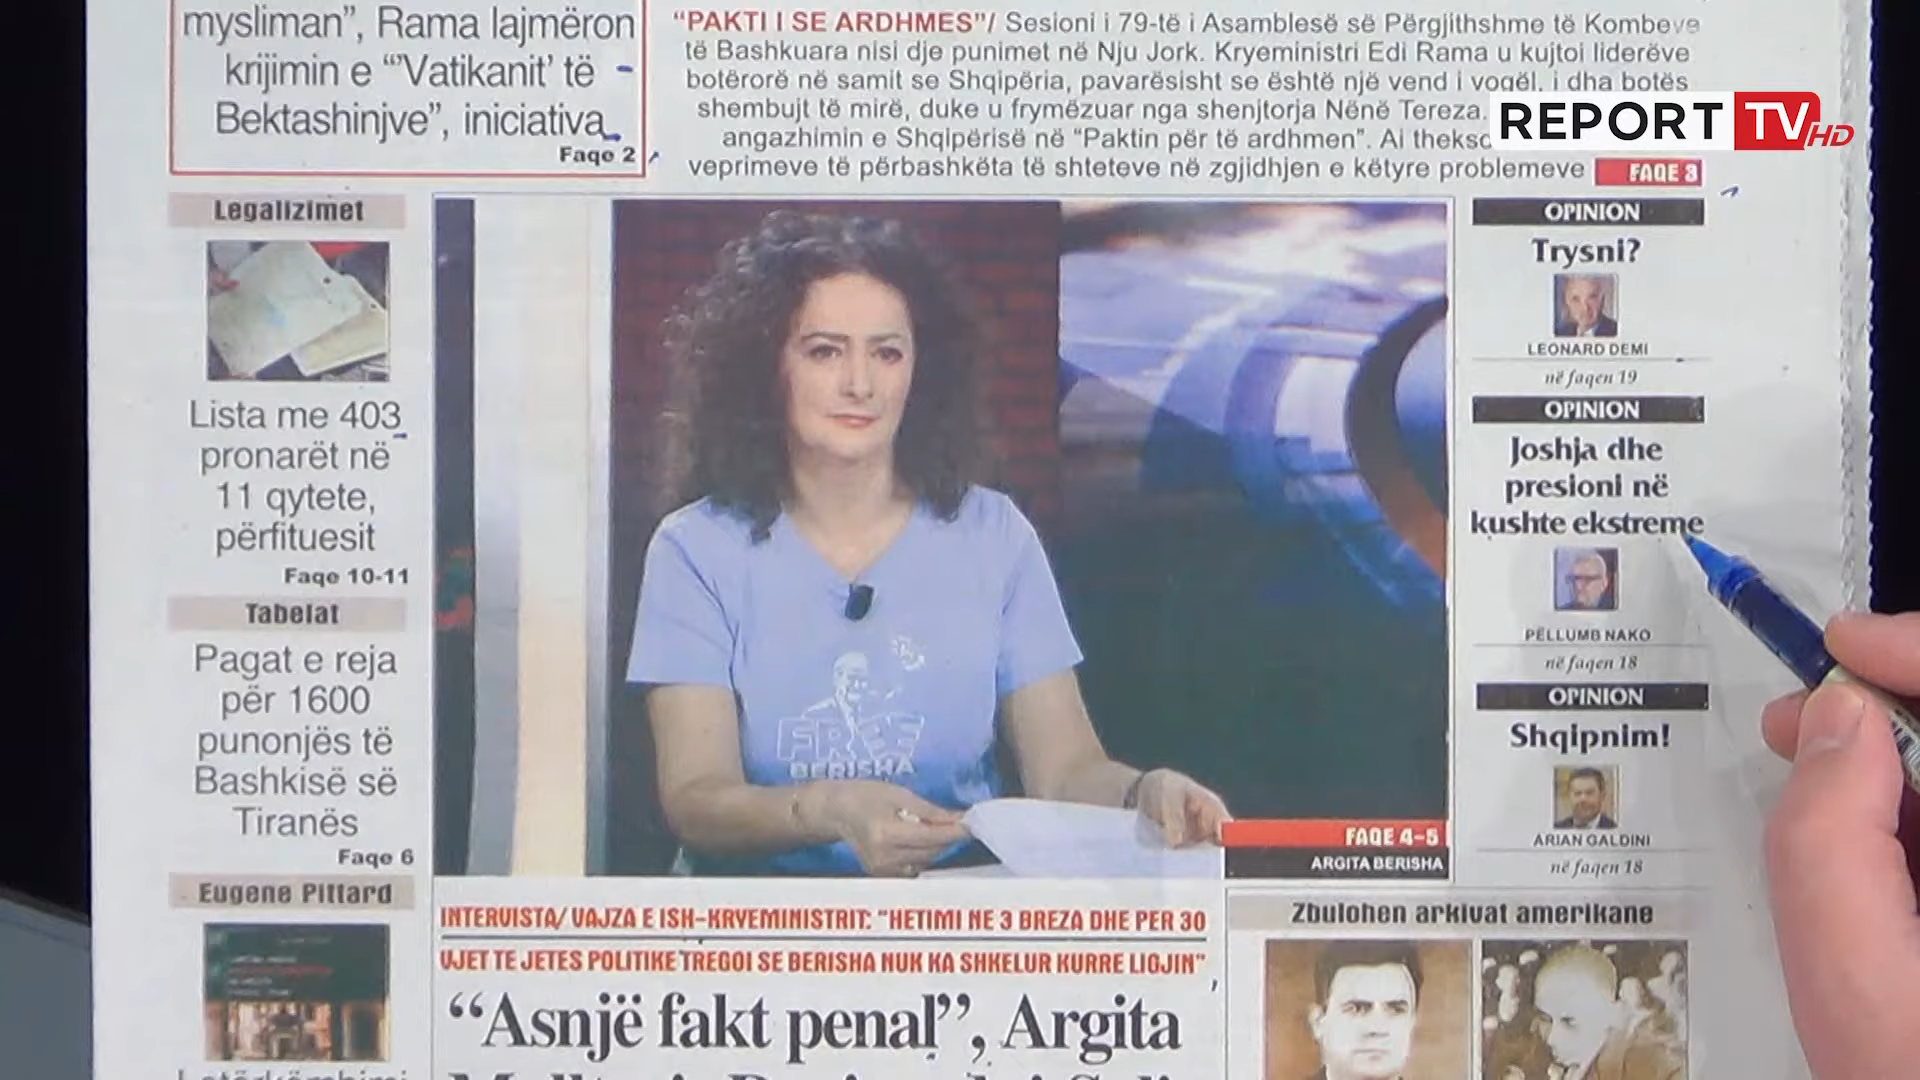 mysliman”, Rama lajmëron
krijimin e “’Vatikanit’ të
Bektashinjve”, iniciativa
Faqe 2
“PAKTI I SE ARDHMES”/ Sesioni i 79-të i Asamblesë së Përgjithshme të Kombeve
të Bashkuara nisi dje punimet në Nju Jork. Kryeministri Edi Rama u kujtoi liderëve
botërorë në samit se Shqipëria, pavarësisht se është një vend i vogël, i dha botës
shembujt të mirë, duke u frymëzuar nga shenjtorja Nënë Tereza.
angazhimin e Shqipërisë në “Paktin për të ardhmen”. Ai
veprimeve të përbashkëta të shteteve në zgjidhjen e këtyre problemeve
FAQE 3
REPORT TV HD
Legalizimet
Lista me 403
pronarët në
11 qytete,
përfituesit
Faqe 10-11
Tabelat
Pagat e reja
për 1600
punonjës të
Bashkisë së
Tiranës
Faqe 6
Eugene Pittard
FREE
BERISHA
FAQE 4-5
ARGITA BERISHA
INTERVISTA/ VAJZA E ISH-KRYEMINISTRIT: “HETIMI NE 3 BREZA DHE PER 30
VJET TE JETES POLITIKE TREGOI SE BERISHA NUK KA SHKELUR KURRE LIGJIN”
“Asnjë fakt penal”, Argita
OPINION
Trysni?
LEONARD DEMI
në faqen 19
OPINION
Joshja dhe
presioni në
kushte ekstreme
PËLLUMB NAKO
në faqen 18
OPINION
Shqipnim!
ARIAN GALDINI
në faqen 18
Zbulohen arkivat amerikane